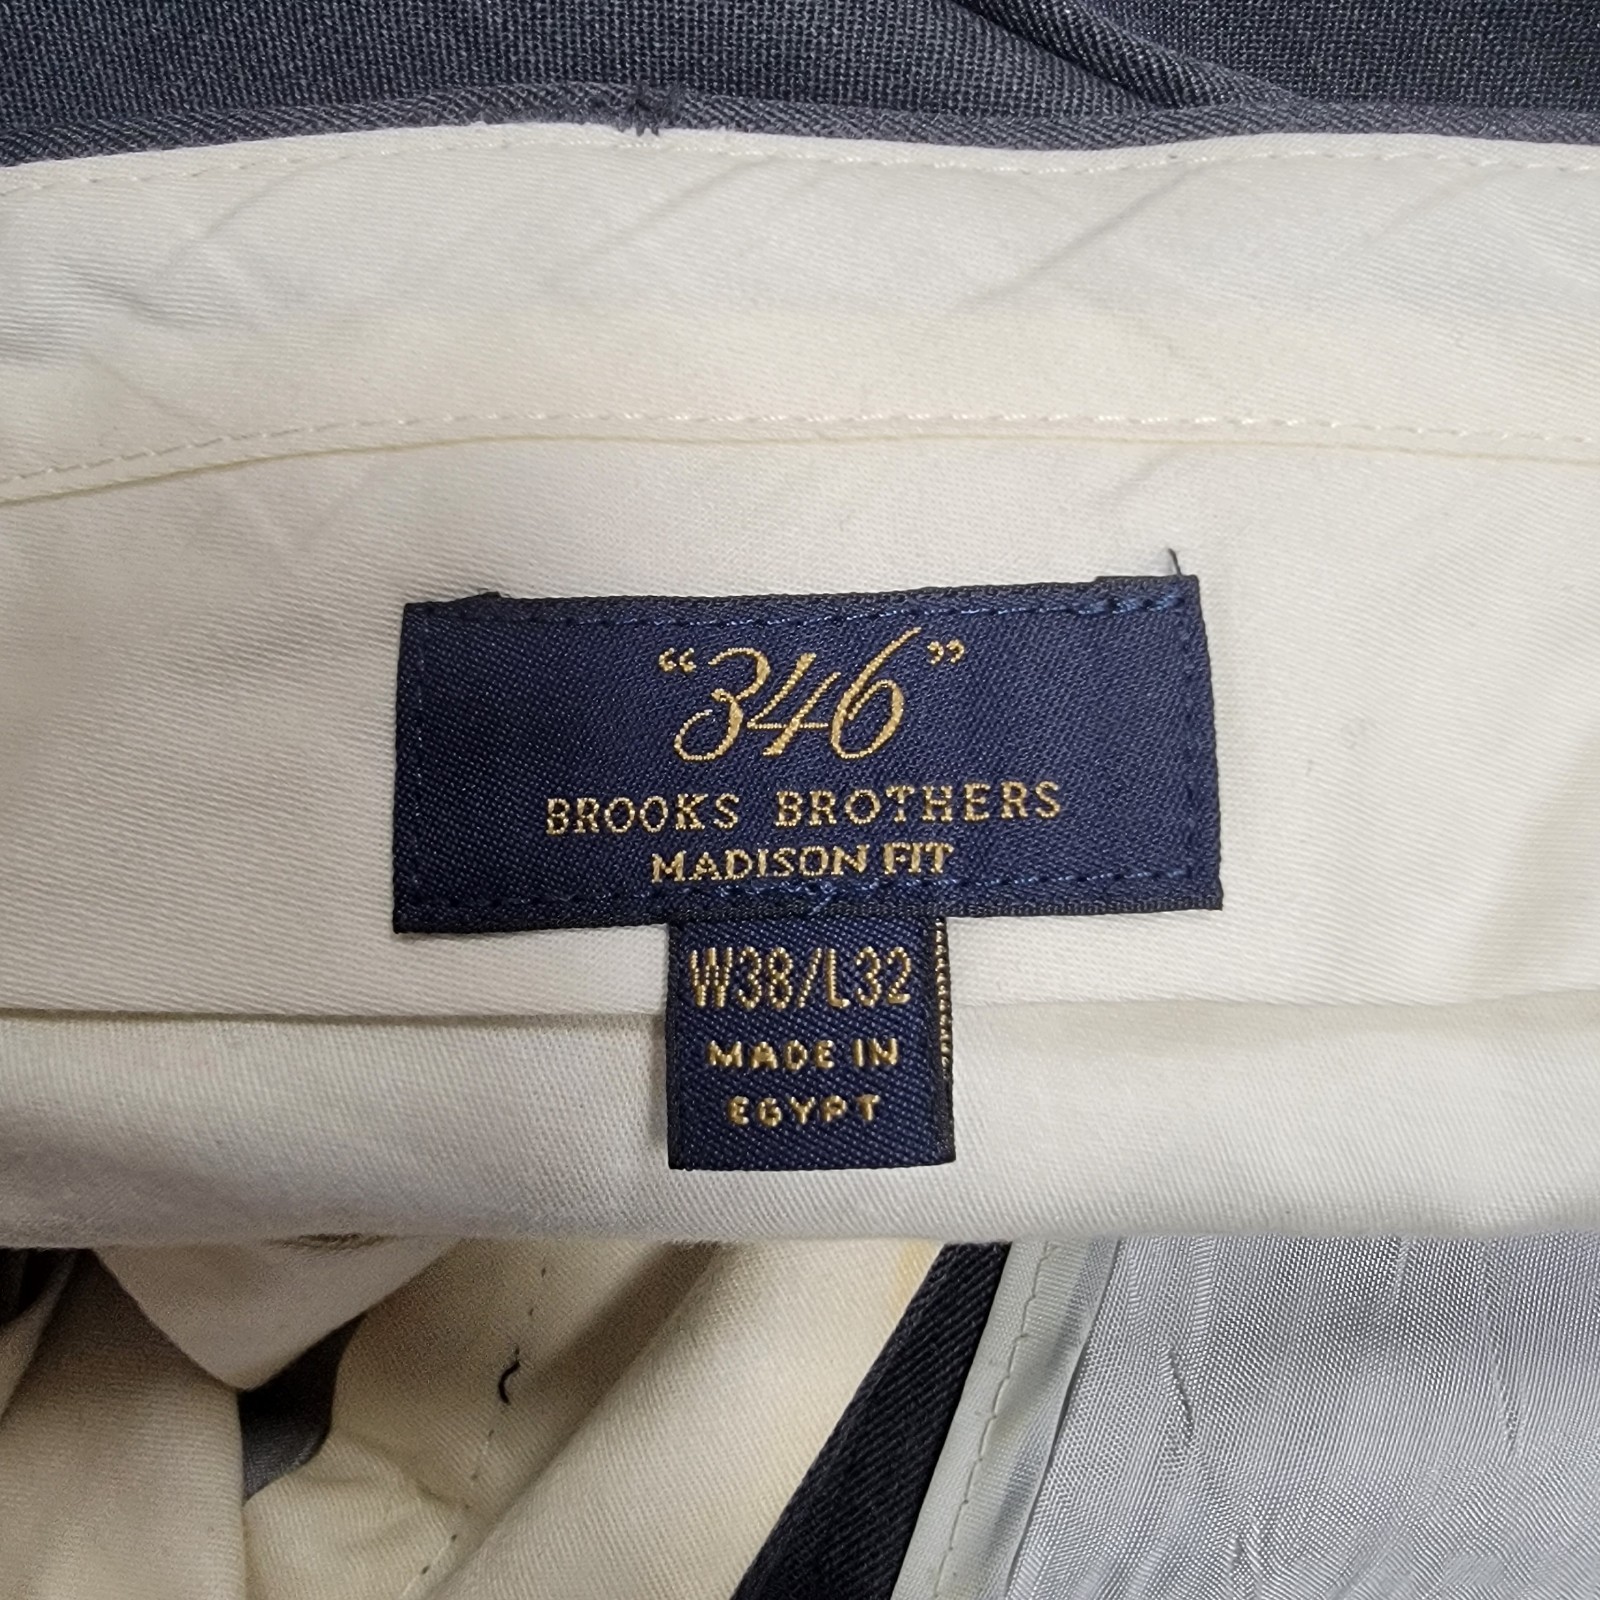 “346”
BROOKS BROTHERS
MADISON FIT
W38/L32
MADE IN
EGYPT